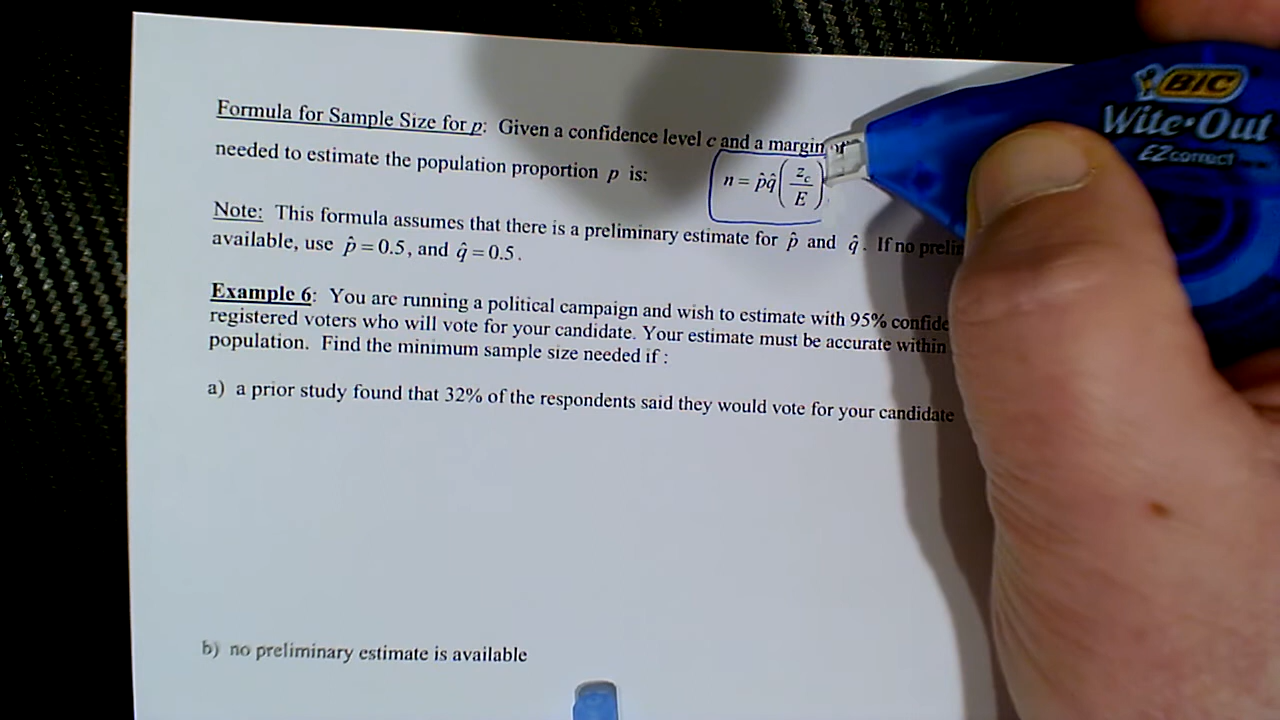 Formula for Sample Size for p: Given a confidence level c and a margin of
needed to estimate the population proportion p is:
n = p̂q̂(z_c/E)
Note: This formula assumes that there is a preliminary estimate for p̂ and q̂. If no
available, use p̂ = 0.5, and q̂ = 0.5.
Example 6: You are running a political campaign and wish to estimate with 95%
registered voters who will vote for your candidate. Your estimate must be accurate within
population. Find the minimum sample size needed if :
a) a prior study found that 32% of the respondents said they would vote for your candidate
b) no preliminary estimate is available
BIC
Wite·Out
EZcorrect